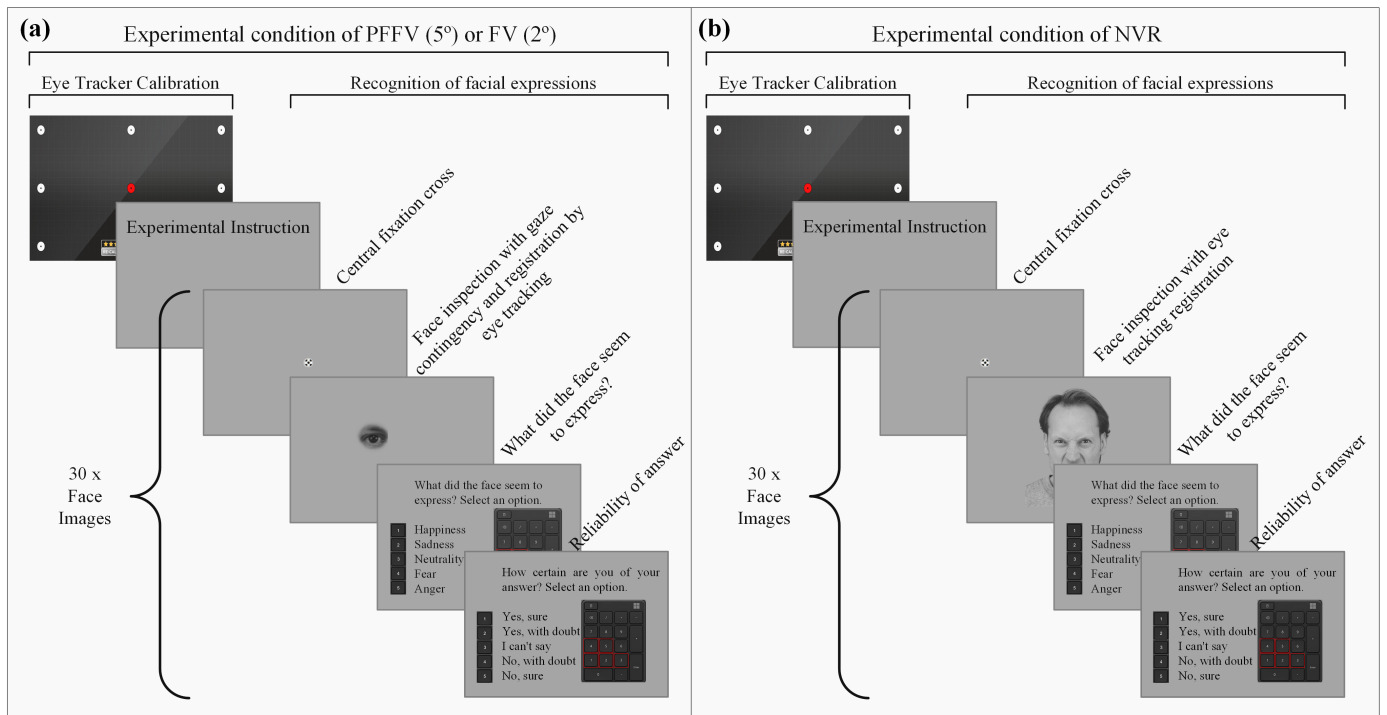 (a)
Experimental condition of PFFV (5º) or FV (2º)
Eye Tracker Calibration
Recognition of facial expressions
Experimental Instruction
Central fixation cross
Face inspection with gaze
contingency and registration by
eye tracking
What did the face seem
to express?
Reliability of answer
30 x
Face
Images
What did the face seem to
express? Select an option.
1 Happiness
2 Sadness
3 Neutrality
4 Fear
5 Anger
How certain are you of your
answer? Select an option.
1 Yes, sure
2 Yes, with doubt
3 I can't say
4 No, with doubt
5 No, sure
(b)
Experimental condition of NVR
Eye Tracker Calibration
Recognition of facial expressions
Experimental Instruction
Central fixation cross
Face inspection with eye
tracking registration
What did the face seem
to express?
Reliability of answer
30 x
Face
Images
What did the face seem to
express? Select an option.
1 Happiness
2 Sadness
3 Neutrality
4 Fear
5 Anger
How certain are you of your
answer? Select an option.
1 Yes, sure
2 Yes, with doubt
3 I can't say
4 No, with doubt
5 No, sure